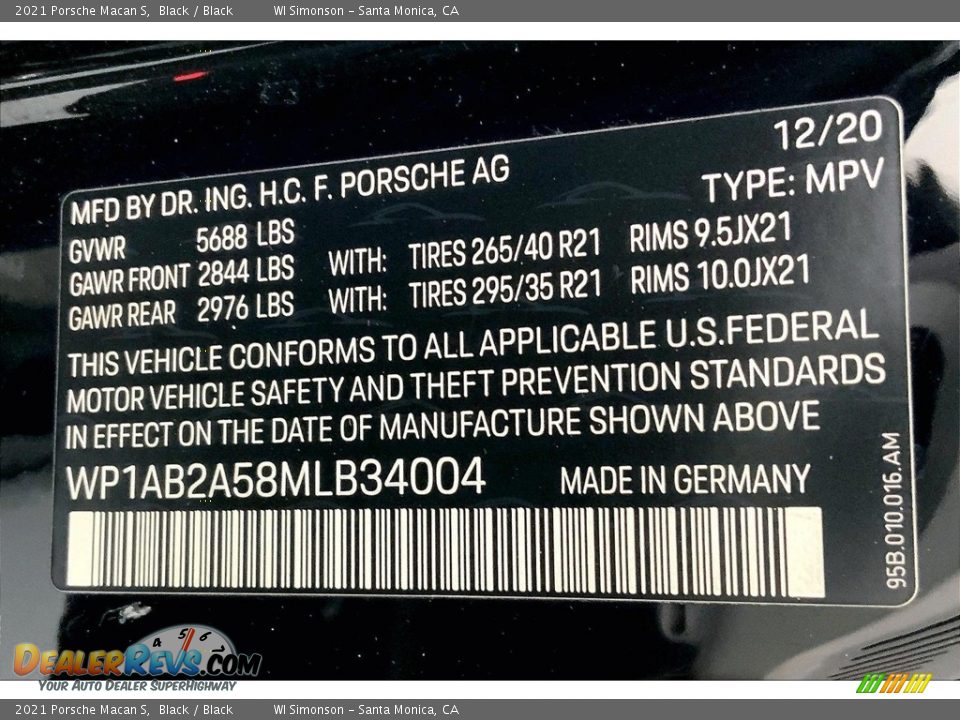 2021 Porsche Macan S, Black / Black WI Simonson - Santa Monica, CA
12/20
MFD BY DR. ING. H.C. F. PORSCHE AG TYPE: MPV
GVWR 5688 LBS
GAWR FRONT 2844 LBS WITH: TIRES 265/40 R21 RIMS 9.5JX21
GAWR REAR 2976 LBS WITH: TIRES 295/35 R21 RIMS 10.0JX21
THIS VEHICLE CONFORMS TO ALL APPLICABLE U.S.FEDERAL
MOTOR VEHICLE SAFETY AND THEFT PREVENTION STANDARDS
IN EFFECT ON THE DATE OF MANUFACTURE SHOWN ABOVE
WP1AB2A58MLB34004 MADE IN GERMANY
95B.010.016.AM
4 5 6
DEALERREVS.COM
YOUR AUTO DEALER SUPERHIGHWAY
2021 Porsche Macan S, Black / Black WI Simonson - Santa Monica, CA